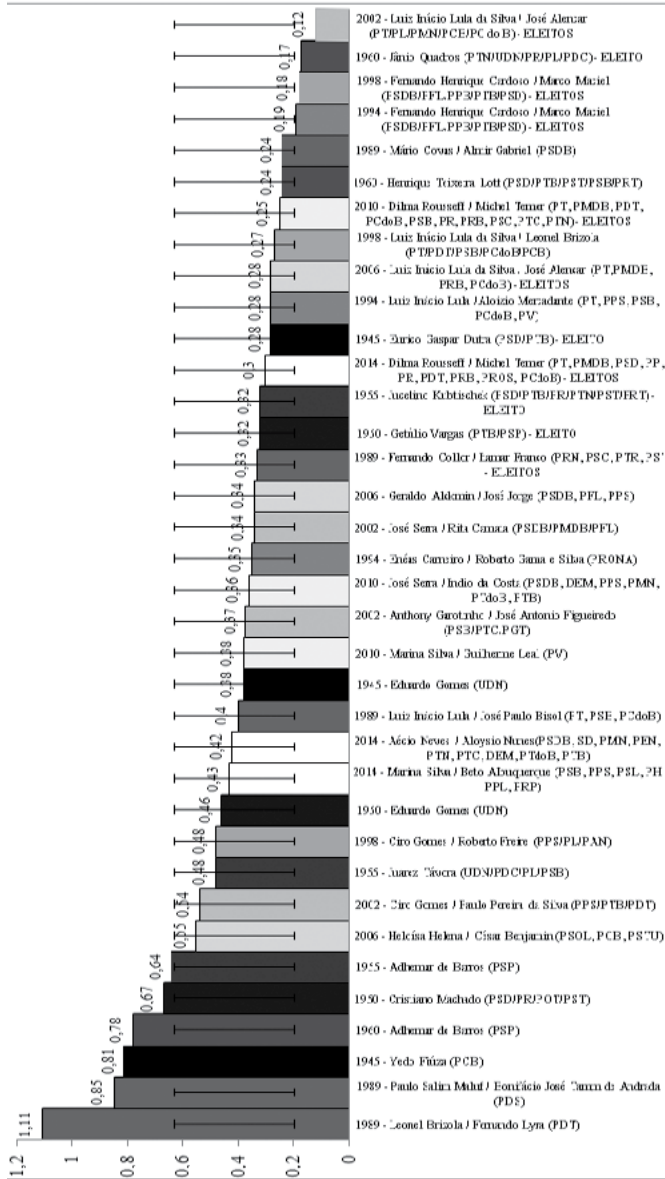 0,12
2002 - Luiz Início Lula da Silva / José Alencar
(PT/PL/PMN/PCB/PCdoB) - ELEITOS
0,17
1960 - Jânio Quadros (PTN/UDN/PR/PL/PDC) - ELEITO
0,18
1998 - Fernando Henrique Cardoso / Marco Maciel
(PSDB/PFL/PPB/PTB/PSD) - ELEITOS
0,19
1994 - Fernando Henrique Cardoso / Marco Maciel
(PSDB/PFL/PPB/PTB/PSD) - ELEITOS
0,24
1989 - Mário Covas / Almir Gabriel (PSDB)
0,24
1960 - Henrique Teixeira Lott (PSD/PTB/PST/PSB/PRT)
0,25
2010 - Dilma Rousseff / Michel Temer (PT, PMDB, PDT,
PCdoB, PSB, PR, PRB, PSC, PTC, PTN) - ELEITOS
0,27
1998 - Luiz Início Lula da Silva / Leonel Brizola
(PT/PDT/PSB/PCdoB/PCB)
0,28
2006 - Luiz Início Lula da Silva / José Alencar (PT, PMDB,
PRB, PCdoB) - ELEITOS
0,28
1994 - Luiz Início Lula / Aloizio Mercadante (PT, PPS, PSB,
PCdoB, PV)
0,28
1945 - Eurico Gaspar Dutra (PSD/PTB) - ELEITO
0,3
2014 - Dilma Rousseff / Michel Temer (PT, PMDB, PSD, PP,
PR, PDT, PRB, PROS, PCdoB) - ELEITOS
0,32
1955 - Juscelino Kubtischek (PSD/PTB/PR/PTN/PST/PRT) -
ELEITO
0,32
1950 - Getúlio Vargas (PTB/PSP) - ELEITO
0,33
1989 - Fernando Collor / Itamar Franco (PRN, PSC, PTR, PST
- ELEITOS
0,34
2006 - Geraldo Alckmin / José Jorge (PSDB, PFL, PPS)
0,34
2002 - José Serra / Rita Camata (PSDB/PMDB/PFL)
0,35
1994 - Enéas Carneiro / Roberto Gama e Silva (PRONA)
0,36
2010 - José Serra / Indio da Costa (PSDB, DEM, PPS, PMN,
PTdoB, PTB)
0,37
2002 - Anthony Garotinho / José Antonio Figueiredo
(PSB/PTC/PGT)
0,38
2010 - Marina Silva / Guilherme Leal (PV)
0,38
1945 - Eduardo Gomes (UDN)
0,4
1989 - Luiz Início Lula / José Paulo Bisol (PT, PSB, PCdoB)
0,42
2014 - Aécio Neves / Aloysio Nunes (PSDB, SD, PMN, PEN,
PTN, PTC, DEM, PTdoB, PTB)
0,43
2014 - Marina Silva / Beto Albuquerque (PSB, PPS, PSL, PH
PPL, PRP)
0,46
1950 - Eduardo Gomes (UDN)
0,48
1998 - Ciro Gomes / Roberto Freire (PPS/PL/PAN)
0,48
1955 - Juarez Távora (UDN/PDC/PL/PSB)
0,54
2002 - Ciro Gomes / Paulo Pereira da Silva (PPS/PTB/PDT)
0,55
2006 - Heloísa Helena / César Benjamin (PSOL, PCB, PSTU)
0,64
1955 - Adhemar de Barros (PSP)
0,67
1950 - Cristiano Machado (PSD/PR/POT/PST)
0,78
1960 - Adhemar de Barros (PSP)
0,81
1945 - Yedo Fiúza (PCB)
0,85
1989 - Paulo Salim Maluf / Bonifácio José Tamm de Andrada
(PDS)
1,11
1989 - Leonel Brizola / Fernando Lyra (PDT)
1,2
1
0,8
0,6
0,4
0,2
0